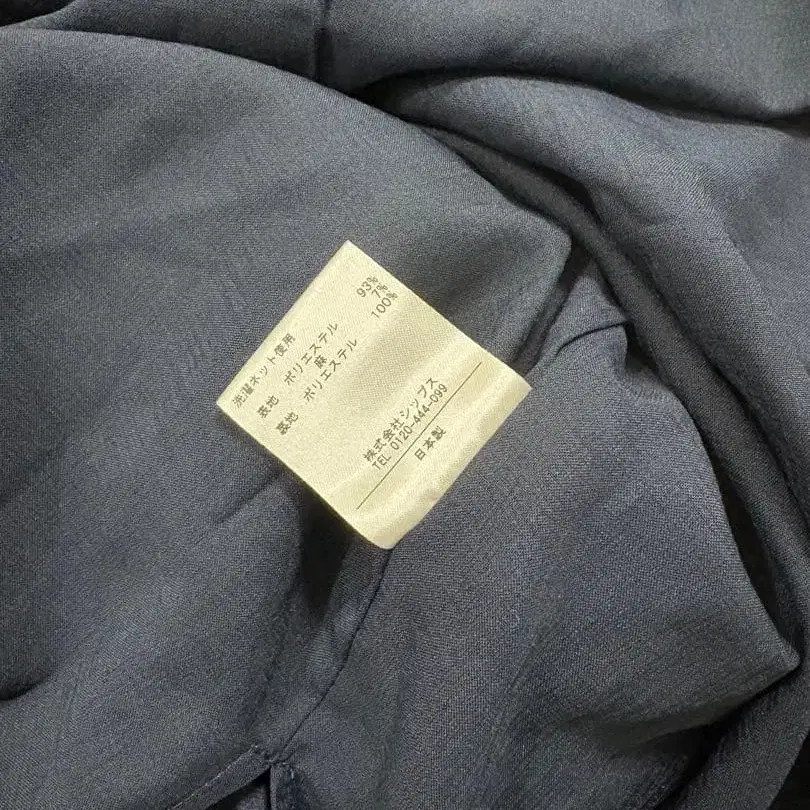 洗濯ネット使用
表地 ポリエステル 93%
麻 7%
裏地 ポリエステル 100%
株式会社シップス
TEL 0120-444-099
日本製